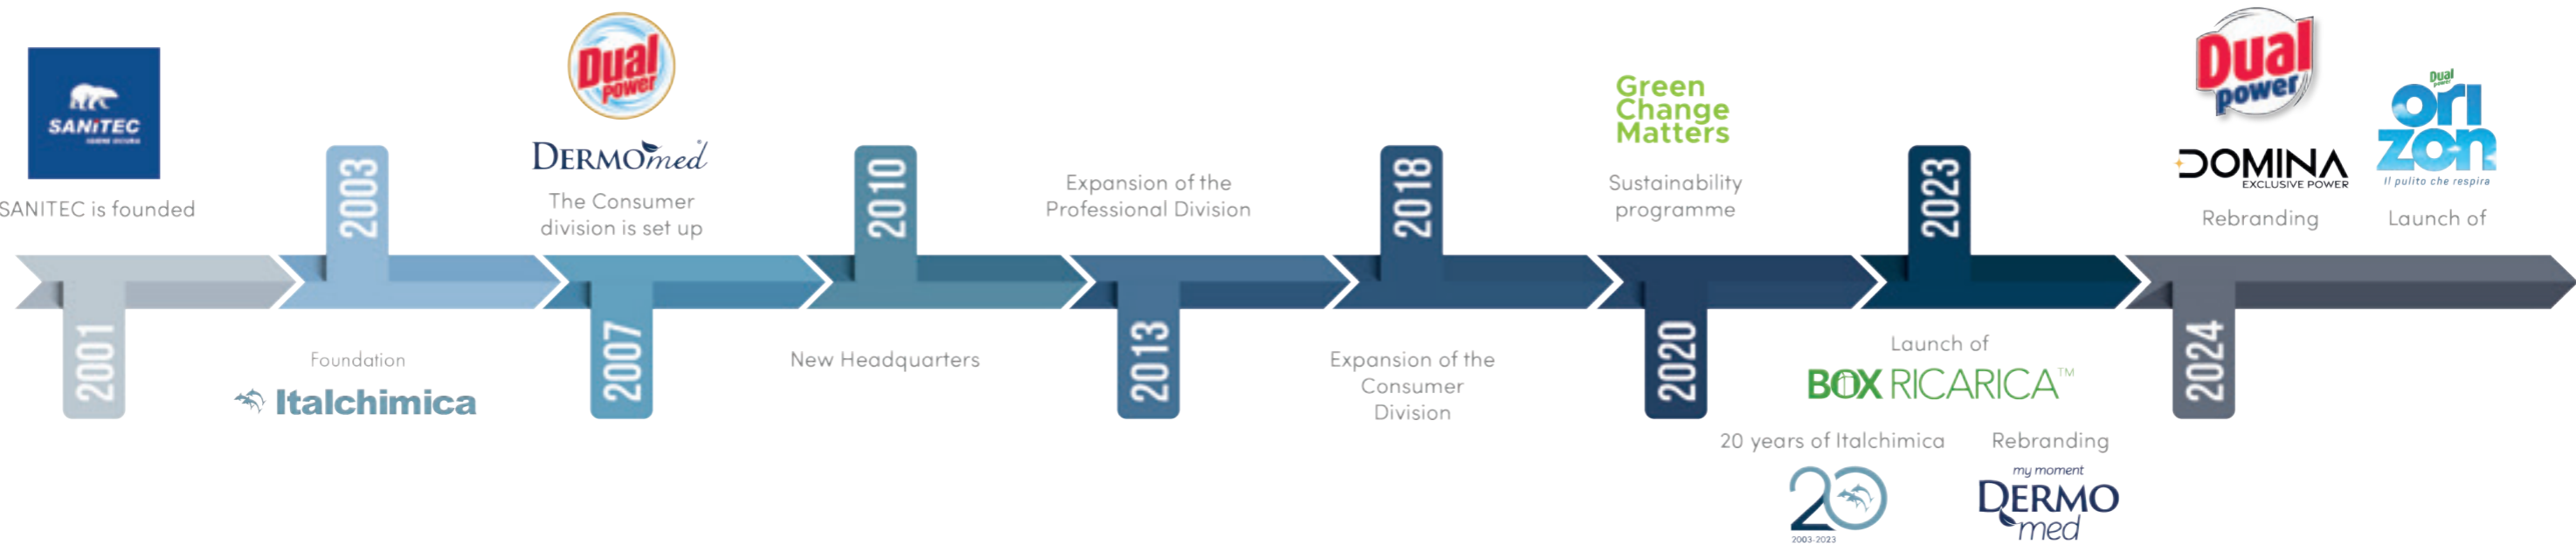 SANiTEC
IGIENE SICURA
SANITEC is founded
2001
2003
Foundation
Italchimica
Dual
power
DERMOmed®
The Consumer
division is set up
2007
2010
New Headquarters
Expansion of the
Professional Division
2013
2018
Expansion of the
Consumer
Division
Green
Change
Matters
Sustainability
programme
2020
2023
Launch of
BOX RICARICA™
20 years of Italchimica
20
2003-2023
Rebranding
my moment
DERMO
med
Dual
power
DOMINA
EXCLUSIVE POWER
Rebranding
Dual
power
ori
zon
Il pulito che respira
Launch of
2024